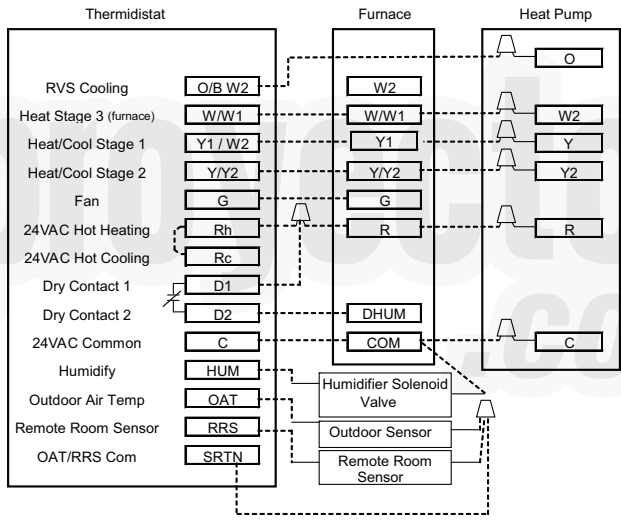 Thermidistat Furnace Heat Pump
O
RVS Cooling O/B W2 W2
Heat Stage 3 (furnace) W/W1 W/W1 W2
Heat/Cool Stage 1 Y1 / W2 Y1 Y
Heat/Cool Stage 2 Y/Y2 Y/Y2 Y2
Fan G G
24VAC Hot Heating Rh R R
24VAC Hot Cooling Rc
Dry Contact 1 D1
Dry Contact 2 D2 DHUM
24VAC Common C COM C
Humidify HUM
Humidifier Solenoid
Valve
Outdoor Air Temp OAT
Outdoor Sensor
Remote Room Sensor RRS
Remote Room
Sensor
OAT/RRS Com SRTN
proyecto
.co